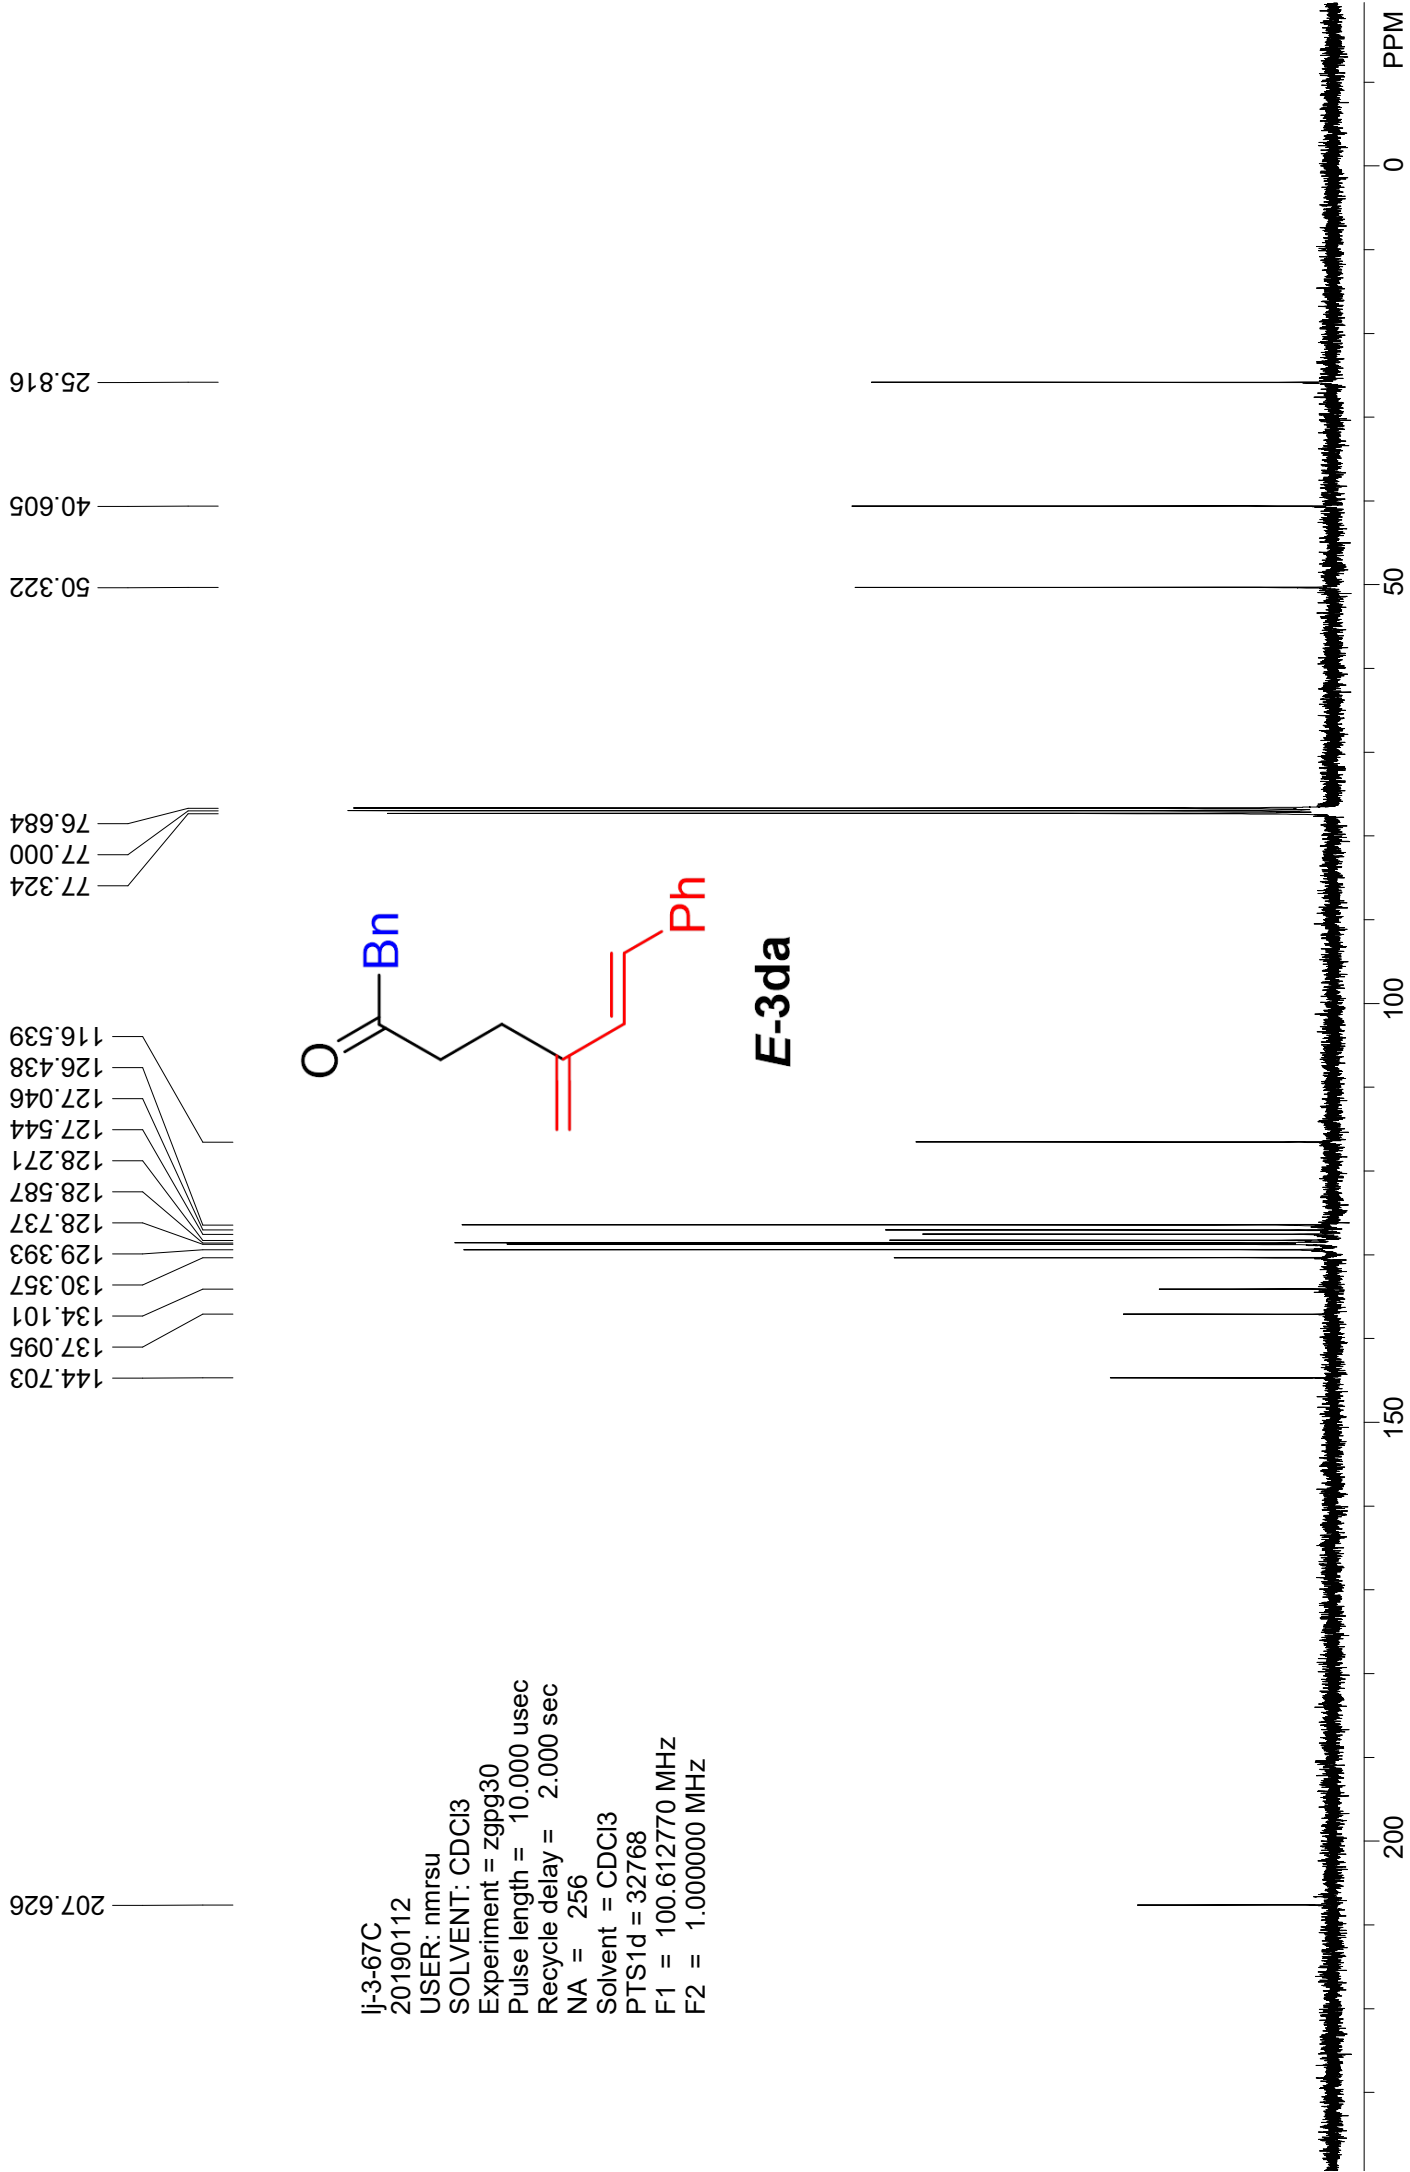 207.626
144.703
137.095
134.101
130.357
129.393
128.737
128.587
128.271
127.544
127.046
126.438
116.539
77.324
77.000
76.684
50.322
40.605
25.816
lj-3-67C
20190112
USER: nmrsu
SOLVENT: CDCl3
Experiment = zgpg30
Pulse length = 10.000 usec
Recycle delay = 2.000 sec
NA = 256
Solvent = CDCl3
PTS1d = 32768
F1 = 100.612770 MHz
F2 = 1.000000 MHz
O
Bn
Ph
E-3da
200
150
100
50
0
PPM